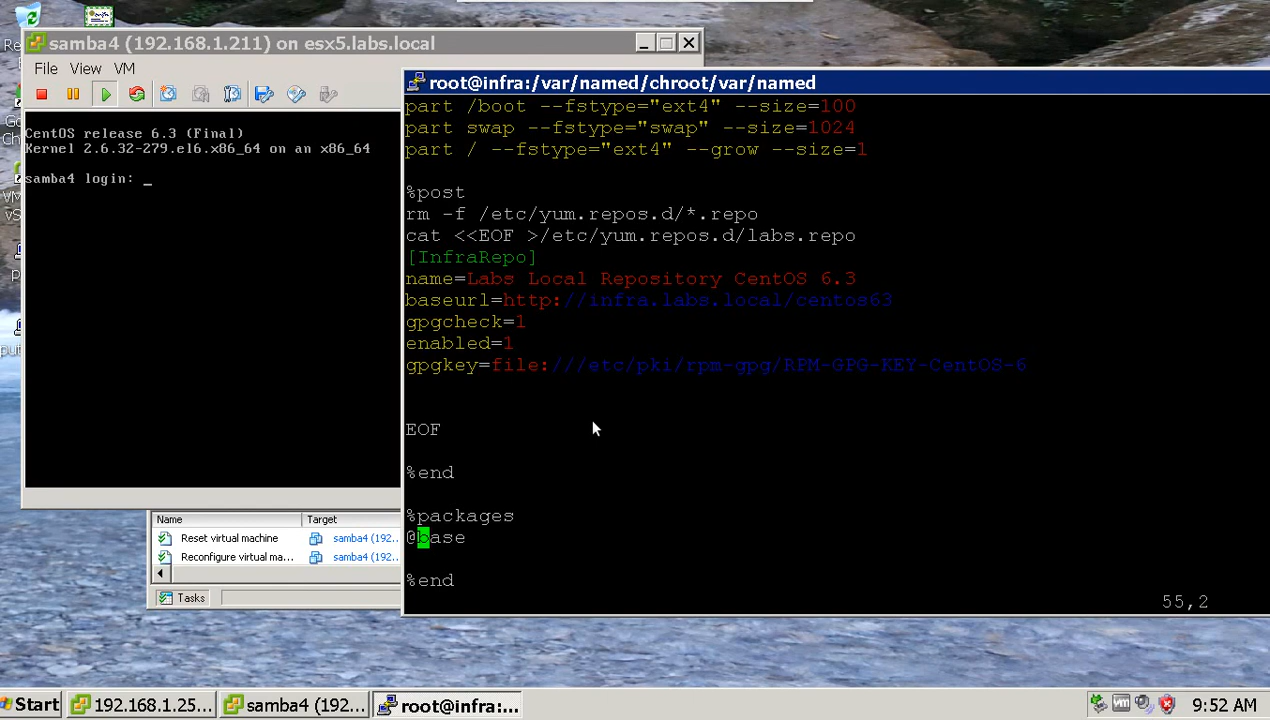 samba4 (192.168.1.211) on esx5.labs.local
File View VM
CentOS release 6.3 (Final)
Kernel 2.6.32-279.el6.x86_64 on an x86_64
samba4 login: _
root@infra:/var/named/chroot/var/named
part /boot --fstype="ext4" --size=100
part swap --fstype="swap" --size=1024
part / --fstype="ext4" --grow --size=1
%post
rm -f /etc/yum.repos.d/*.repo
cat <<EOF >/etc/yum.repos.d/labs.repo
[InfraRepo]
name=Labs Local Repository CentOS 6.3
baseurl=http://infra.labs.local/centos63
gpgcheck=1
enabled=1
gpgkey=file:///etc/pki/rpm-gpg/RPM-GPG-KEY-CentOS-6
EOF
%end
%packages
@base
%end
55,2
Name Target
Reset virtual machine samba4 (192..
Reconfigure virtual ma... samba4 (192..
Tasks
Start 192.168.1.25... samba4 (192... root@infra:... 9:52 AM